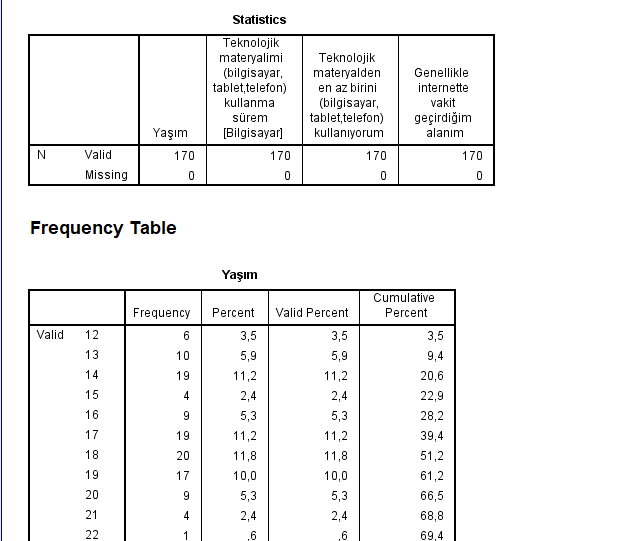 Statistics
Yaşım
Teknolojik materyalimi (bilgisayar, tablet,telefon) kullanma sürem [Bilgisayar]
Teknolojik materyalden en az birini (bilgisayar, tablet,telefon) kullanıyorum
Genellikle internette vakit geçirdiğim alanım
N Valid 170 170 170 170
Missing 0 0 0 0
Frequency Table
Yaşım
Frequency Percent Valid Percent Cumulative Percent
Valid 12 6 3,5 3,5 3,5
13 10 5,9 5,9 9,4
14 19 11,2 11,2 20,6
15 4 2,4 2,4 22,9
16 9 5,3 5,3 28,2
17 19 11,2 11,2 39,4
18 20 11,8 11,8 51,2
19 17 10,0 10,0 61,2
20 9 5,3 5,3 66,5
21 4 2,4 2,4 68,8
22 1 ,6 ,6 69,4